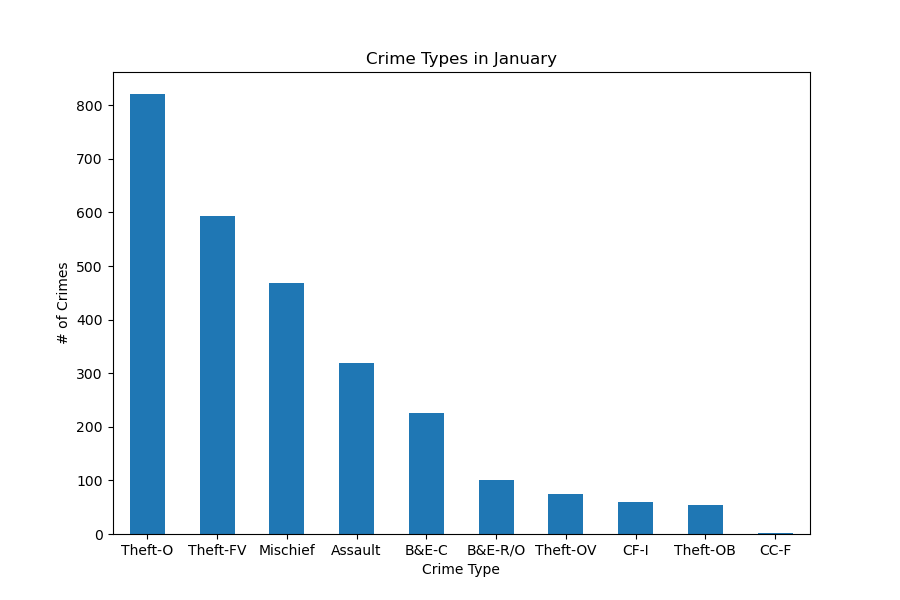 Crime Types in January
# of Crimes
800
700
600
500
400
300
200
100
0
Theft-O Theft-FV Mischief Assault B&E-C B&E-R/O Theft-OV CF-I Theft-OB CC-F
Crime Type